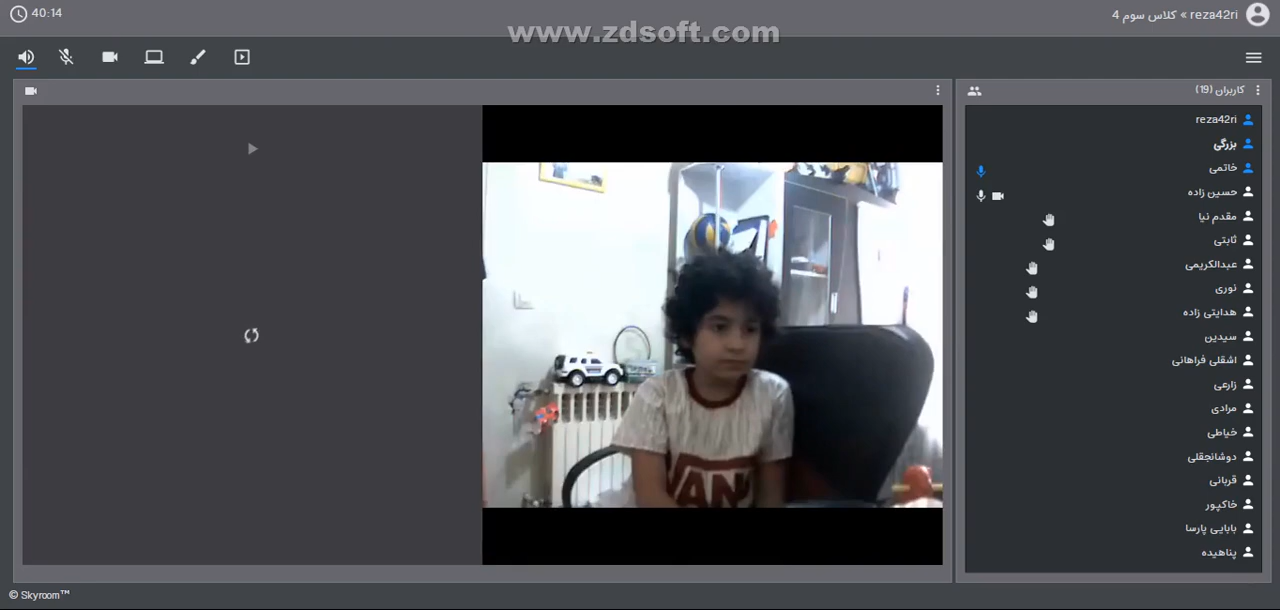 40:14
www.zdsoft.com
reza42ri » کلاس سوم 4
کاربران (19)
reza42ri
بزرگی
خاتمی
حسین زاده
مقدم نیا
ثابتی
عبدالکریمی
نوری
هدایتی زاده
سیدین
اشقلی فراهانی
زارعی
مرادی
خیاطی
دوشانجقلی
قربانی
خاکپور
بابایی پارسا
پناهیده
VANS
© Skyroom™